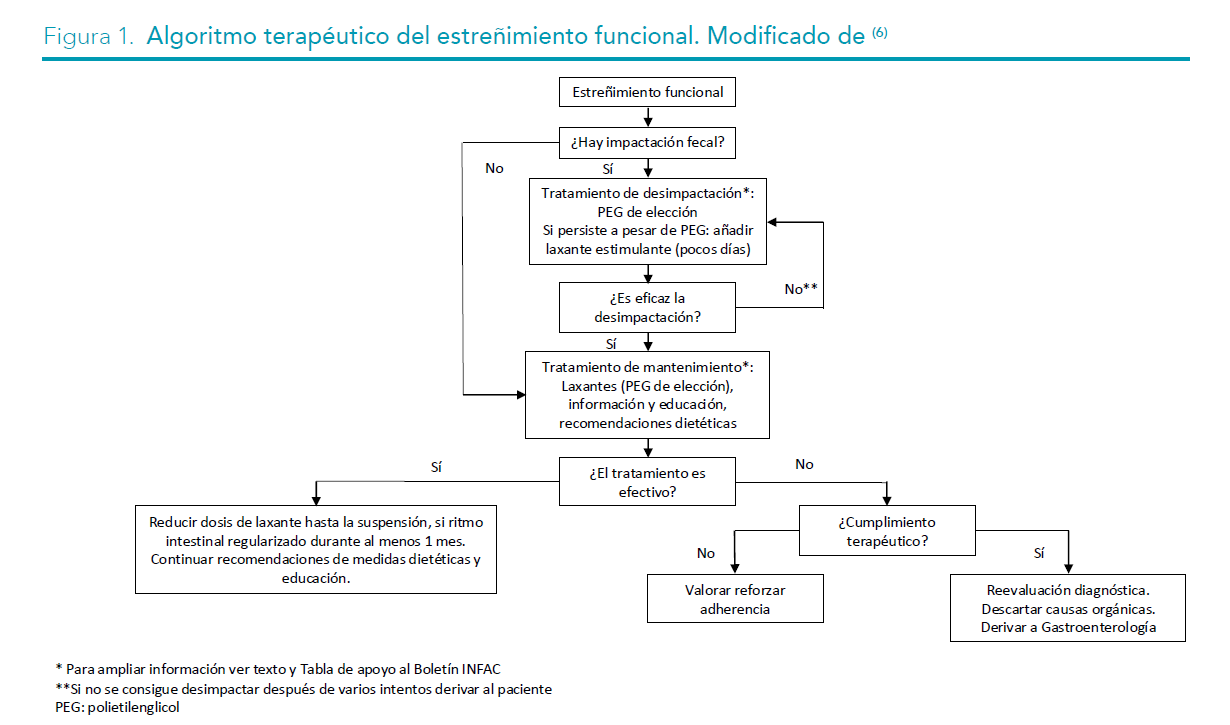 Figura 1. Algoritmo terapéutico del estreñimiento funcional. Modificado de (6)
Estreñimiento funcional
¿Hay impactación fecal?
No
Sí
Tratamiento de desimpactación*:
PEG de elección
Si persiste a pesar de PEG: añadir
laxante estimulante (pocos días)
No**
¿Es eficaz la
desimpactación?
Sí
Tratamiento de mantenimiento*:
Laxantes (PEG de elección),
información y educación,
recomendaciones dietéticas
Sí
¿El tratamiento es
efectivo?
No
Reducir dosis de laxante hasta la suspensión, si ritmo
intestinal regularizado durante al menos 1 mes.
Continuar recomendaciones de medidas dietéticas y
educación.
¿Cumplimiento
terapéutico?
No
Sí
Valorar reforzar
adherencia
Reevaluación diagnóstica.
Descartar causas orgánicas.
Derivar a Gastroenterología
* Para ampliar información ver texto y Tabla de apoyo al Boletín INFAC
**Si no se consigue desimpactar después de varios intentos derivar al paciente
PEG: polietilenglicol